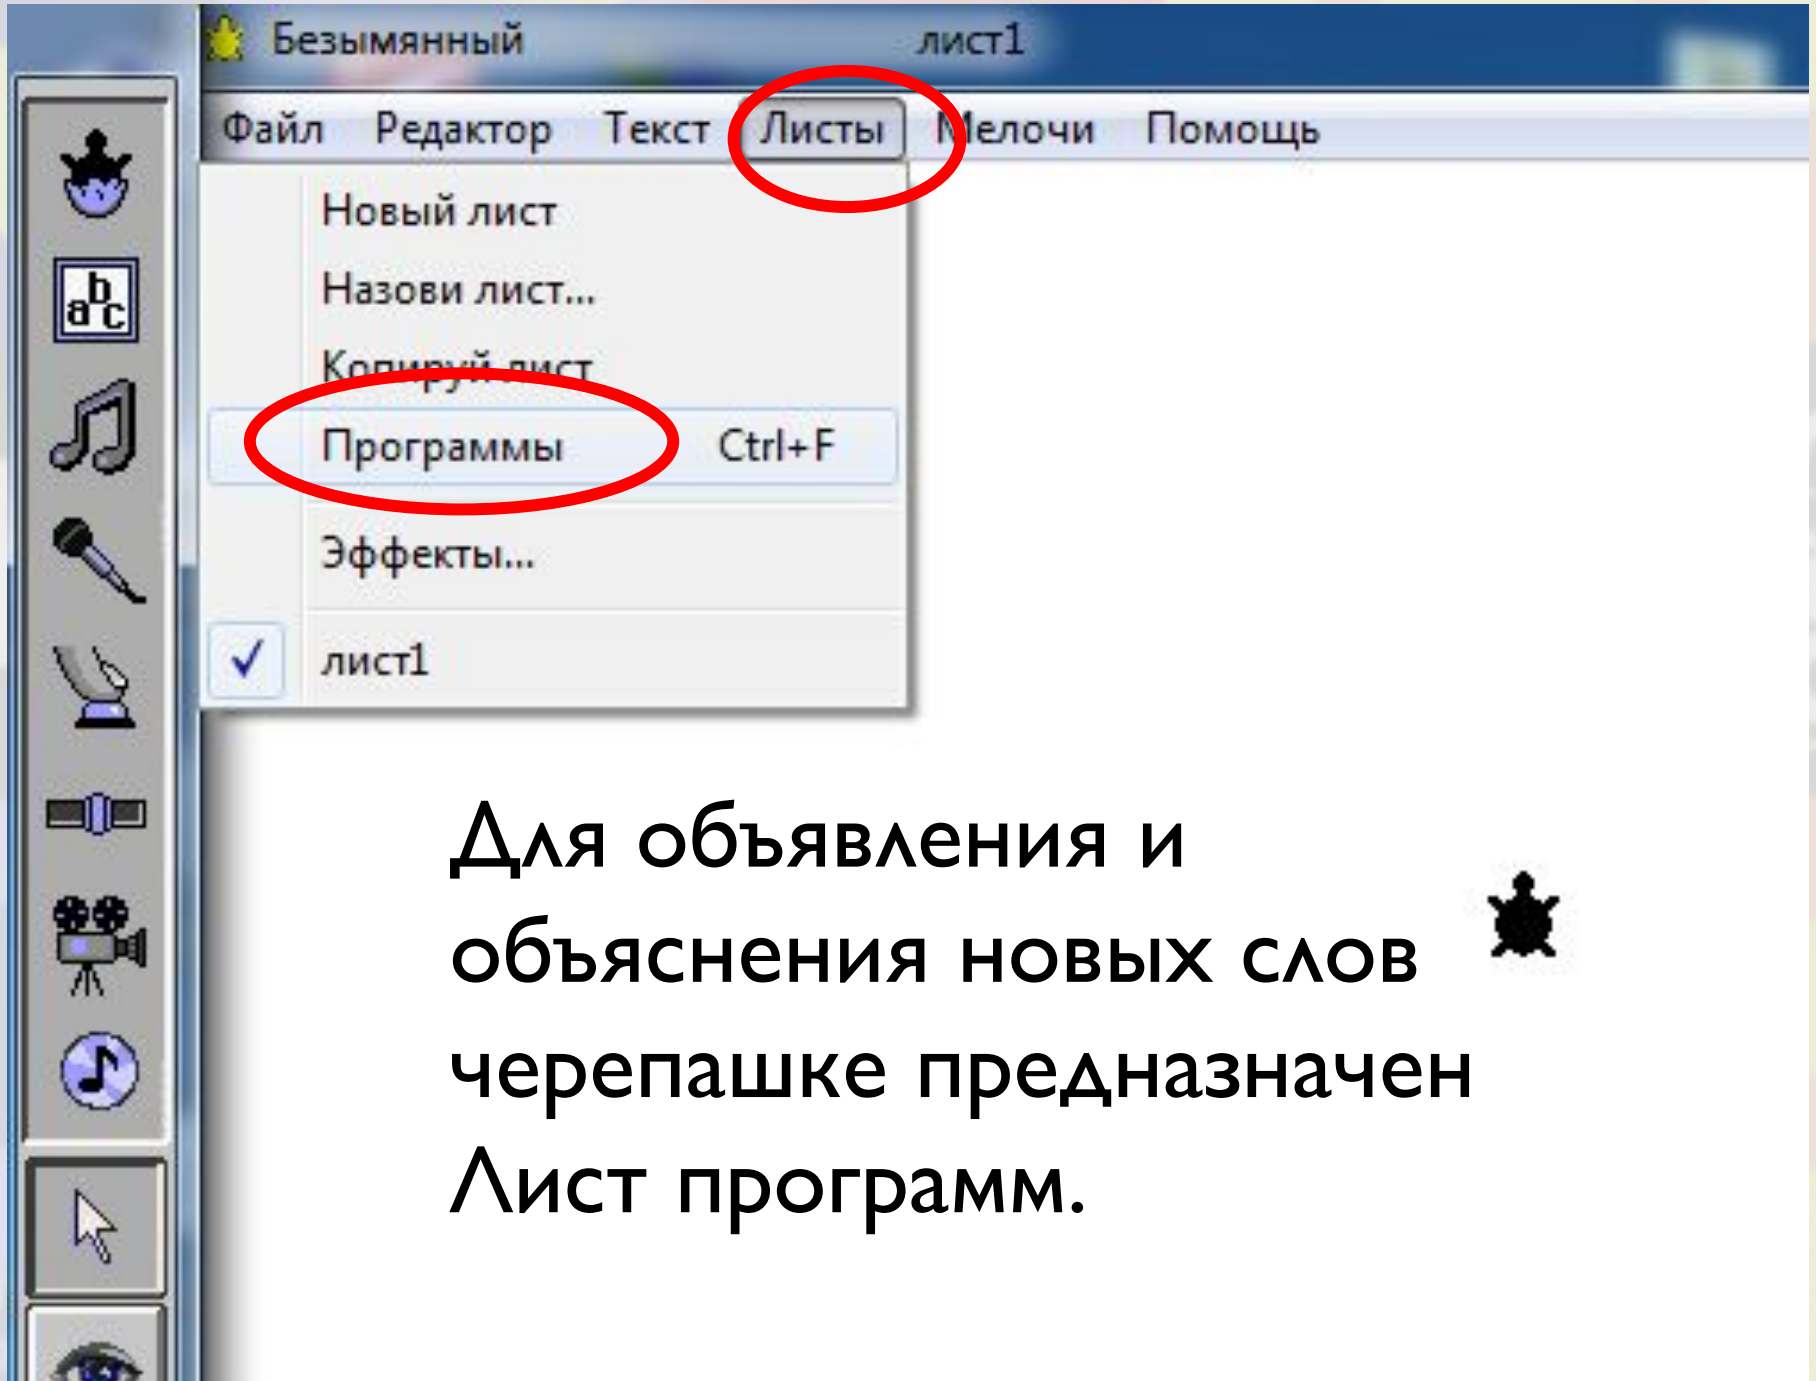 Безымянный лист1
Файл Редактор Текст Листы Мелочи Помощь
Новый лист
Назови лист...
Копируй лист
Программы Ctrl+F
Эффекты...
лист1
abc
Для объявления и
объяснения новых слов
черепашке предназначен
Лист программ.